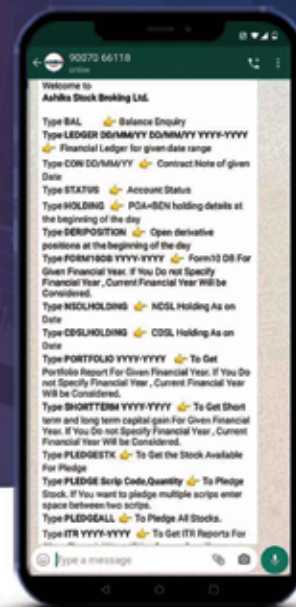 90070 66118
online
Welcome to
Ashika Stock Broking Ltd.
Type BAL 👉 Balance Enquiry
Type LEDGER DD/MM/YY DD/MM/YY YYYY-YYYY
👉 Financial Ledger for given date range
Type CON DD/MM/YY 👉 Contract Note of given
Date
Type STATUS 👉 Account Status
Type HOLDING 👉 POA+BEN holding details at
the beginning of the day
Type DERIPOSITION 👉 Open derivative
positions at the beginning of the day
Type FORM10DB YYYY-YYYY 👉 Form10 DB For
Given Financial Year. If You Do not Specify
Financial Year , Current Financial Year Will be
Considered.
Type NSDLHOLDING 👉 NDSL Holding As on
Date
Type CDSLHOLDING 👉 CDSL Holding As on
Date
Type PORTFOLIO YYYY-YYYY 👉 To Get
Portfolio Report For Given Financial Year. If You Do
not Specify Financial Year , Current Financial Year
Will be Considered.
Type SHORTTERM YYYY-YYYY 👉 To Get Short
term and long term capital gain For Given Financial
Year. If You Do not Specify Financial Year , Current
Financial Year Will be Considered.
Type PLEDGESTK 👉 To Get the Stock Available
For Pledge
Type PLEDGE Scrip Code,Quantity 👉 To Pledge
Stock. If You want to pledge multiple scrips enter
space between two scrips.
Type PLEDGEALL 👉 To Pledge All Stocks.
Type ITR YYYY-YYYY 👉 To Get ITR Reports For
Type a message